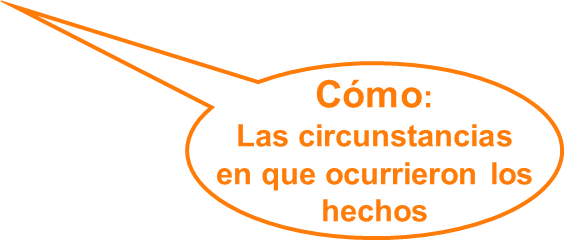 Cómo:
Las circunstancias
en que ocurrieron los
hechos